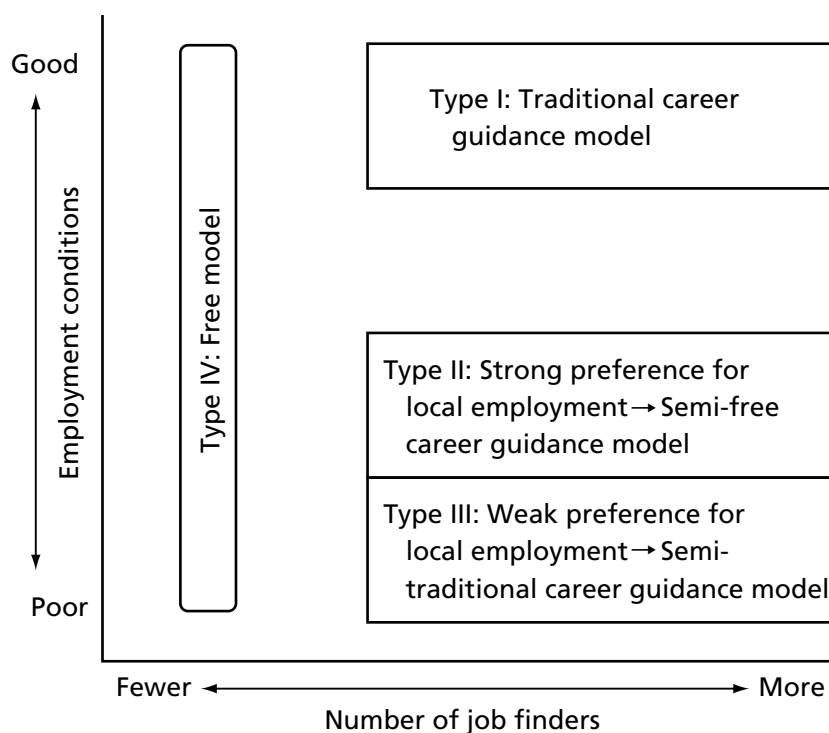 Good
Employment conditions
Poor
Type IV: Free model
Type I: Traditional career
guidance model
Type II: Strong preference for
local employment→Semi-free
career guidance model
Type III: Weak preference for
local employment→Semi-
traditional career guidance model
Fewer
More
Number of job finders